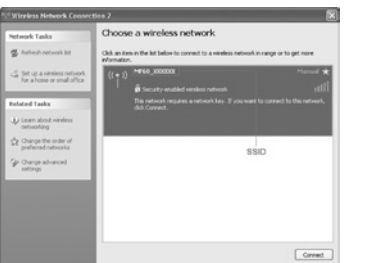 Wireless Network Connection 2
Network Tasks
Refresh network list
Set up a wireless network
for a home or small office
Related Tasks
Learn about wireless
networking
Change the order of
preferred networks
Change advanced
settings
Choose a wireless network
Click an item in the list below to connect to a wireless network in range or to get more
information.
MF60_XXXXXX
Manual
Security-enabled wireless network
This network requires a network key. If you want to connect to this network,
click Connect.
SSID
Connect